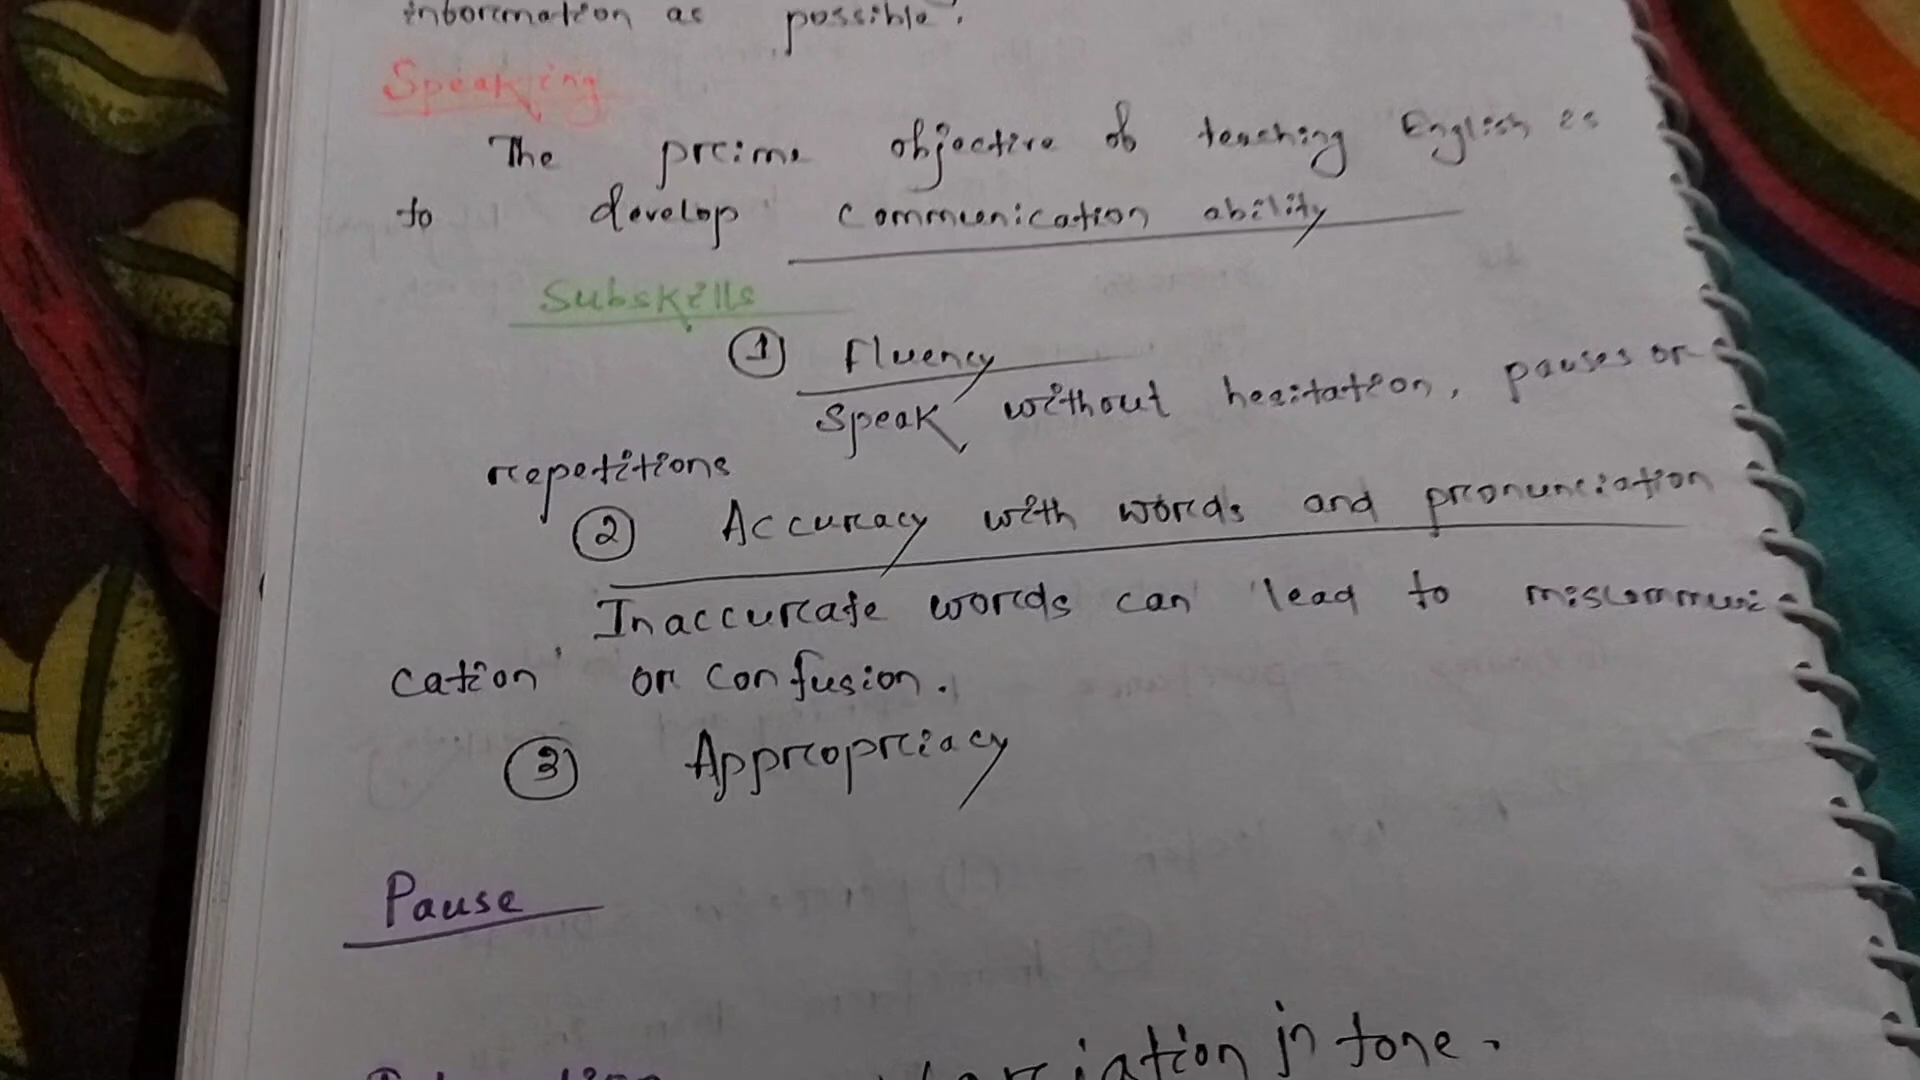 information as possible.
Speaking
The prime objective of teaching English is
to develop communication ability
Subskills
① Fluency
Speak without hesitation, pauses or
repetitions
② Accuracy with words and pronunciation
Inaccurate words can lead to miscommuni
cation or confusion.
③ Appropriacy
Pause
in tone.